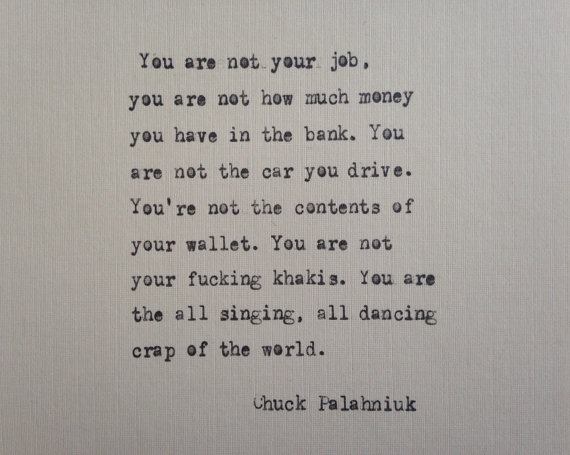 You are not your job,
you are not how much money
you have in the bank. You
are not the car you drive.
You're not the contents of
your wallet. You are not
your fucking khakis. You are
the all singing, all dancing
crap of the world.
Chuck Palahniuk